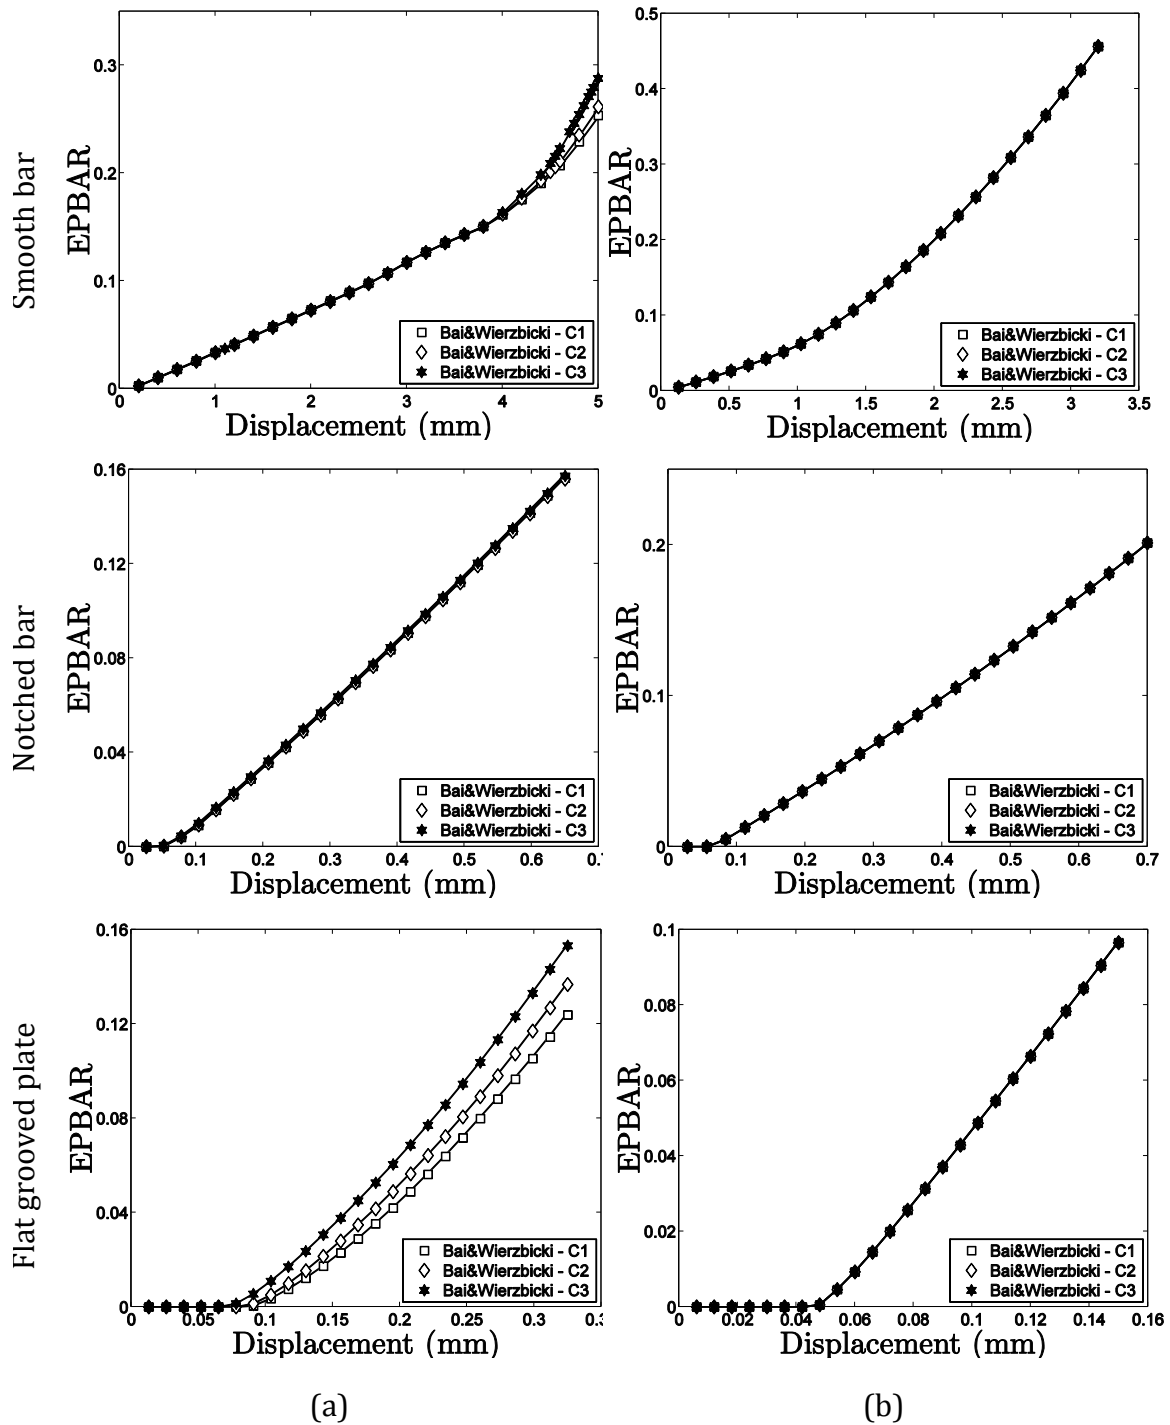 Smooth bar
EPBAR
0.3
0.2
0.1
0
0 1 2 3 4 5
Displacement (mm)
Bai&Wierzbicki - C1
Bai&Wierzbicki - C2
Bai&Wierzbicki - C3
EPBAR
0.5
0.4
0.3
0.2
0.1
0
0 0.5 1 1.5 2 2.5 3 3.5
Displacement (mm)
Bai&Wierzbicki - C1
Bai&Wierzbicki - C2
Bai&Wierzbicki - C3
Notched bar
EPBAR
0.16
0.12
0.08
0.04
0
0 0.1 0.2 0.3 0.4 0.5 0.6 0.
Displacement (mm)
Bai&Wierzbicki - C1
Bai&Wierzbicki - C2
Bai&Wierzbicki - C3
EPBAR
0.2
0.1
0
0 0.1 0.2 0.3 0.4 0.5 0.6 0.7
Displacement (mm)
Bai&Wierzbicki - C1
Bai&Wierzbicki - C2
Bai&Wierzbicki - C3
Flat grooved plate
EPBAR
0.16
0.12
0.08
0.04
0
0 0.05 0.1 0.15 0.2 0.25 0.3
Displacement (mm)
Bai&Wierzbicki - C1
Bai&Wierzbicki - C2
Bai&Wierzbicki - C3
EPBAR
0.1
0.08
0.06
0.04
0.02
0
0 0.02 0.04 0.06 0.08 0.10 0.12 0.14 0.16
Displacement (mm)
Bai&Wierzbicki - C1
Bai&Wierzbicki - C2
Bai&Wierzbicki - C3
(a)
(b)